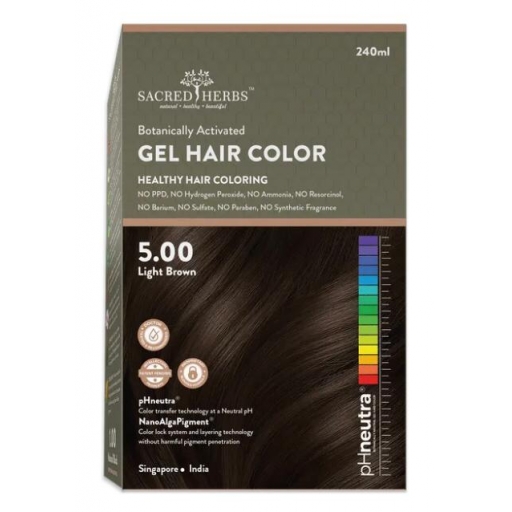 240ml
SACRED HERBS™
natural • healthy • beautiful
Botanically Activated
GEL HAIR COLOR
HEALTHY HAIR COLORING
NO PPD, NO Hydrogen Peroxide, NO Ammonia, NO Resorcinol,
NO Barium, NO Sulfate, NO Paraben, NO Synthetic Fragrance
5.00
Light Brown
pHneutra®
Color transfer technology at a Neutral pH
NanoAlgaPigment®
Color lock system and layering technology
without harmful pigment penetration
Singapore • India
pHneutra®